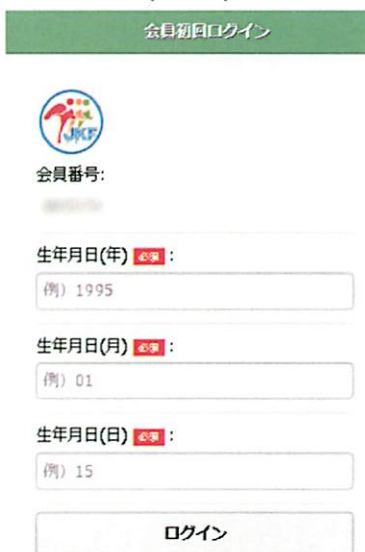 会員初回ログイン
会員番号:
生年月日(年) 必須 :
例) 1995
生年月日(月) 必須 :
例) 01
生年月日(日) 必須 :
例) 15
ログイン